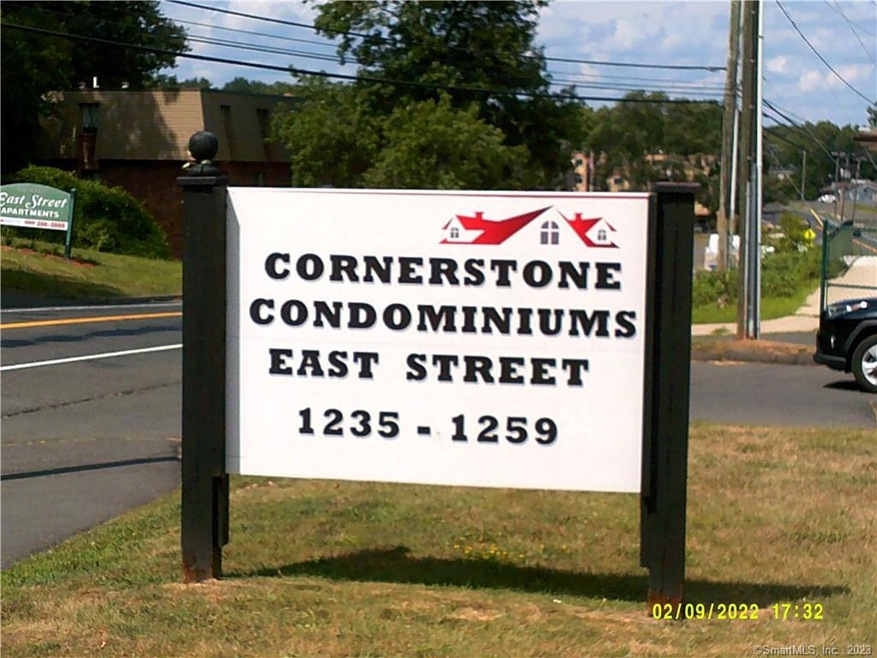 East Street
APARTMENTS
CORNERSTONE
CONDOMINIUMS
EAST STREET
1235 - 1259
02/09/2022 17:32
©SmartMLS, Inc. 2023